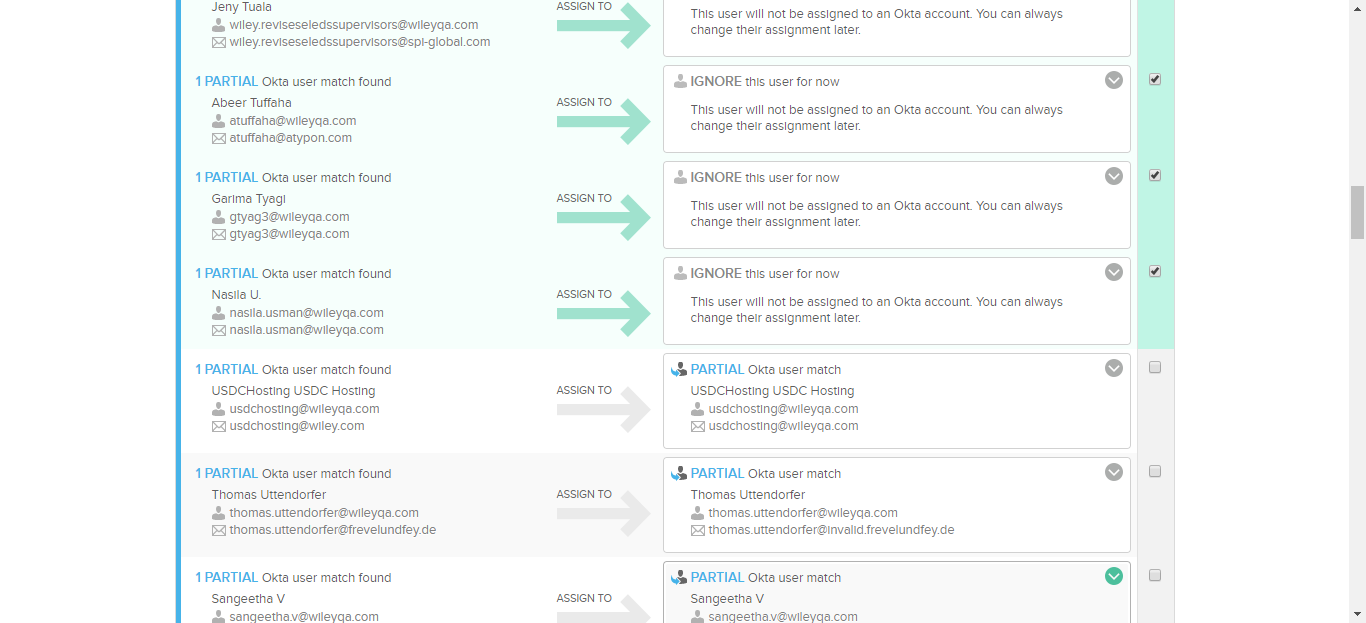 Jeny Tuala
wiley.reviseseledssupervisors@wileyqa.com
wiley.reviseseledssupervisors@spi-global.com
ASSIGN TO
This user will not be assigned to an Okta account. You can always
change their assignment later.
1 PARTIAL Okta user match found
Abeer Tuffaha
atuffaha@wileyqa.com
atuffaha@atypon.com
ASSIGN TO
IGNORE this user for now
This user will not be assigned to an Okta account. You can always
change their assignment later.
1 PARTIAL Okta user match found
Garima Tyagi
gtyag3@wileyqa.com
gtyag3@wileyqa.com
ASSIGN TO
IGNORE this user for now
This user will not be assigned to an Okta account. You can always
change their assignment later.
1 PARTIAL Okta user match found
Nasila U.
nasila.usman@wileyqa.com
nasila.usman@wileyqa.com
ASSIGN TO
IGNORE this user for now
This user will not be assigned to an Okta account. You can always
change their assignment later.
1 PARTIAL Okta user match found
USDCHosting USDC Hosting
usdchosting@wileyqa.com
usdchosting@wiley.com
ASSIGN TO
PARTIAL Okta user match
USDCHosting USDC Hosting
usdchosting@wileyqa.com
usdchosting@wileyqa.com
1 PARTIAL Okta user match found
Thomas Uttendorfer
thomas.uttendorfer@wileyqa.com
thomas.uttendorfer@frevelundfey.de
ASSIGN TO
PARTIAL Okta user match
Thomas Uttendorfer
thomas.uttendorfer@wileyqa.com
thomas.uttendorfer@invalid.frevelundfey.de
1 PARTIAL Okta user match found
Sangeetha V
sangeetha.v@wileyqa.com
ASSIGN TO
PARTIAL Okta user match
Sangeetha V
sangeetha.v@wileyqa.com